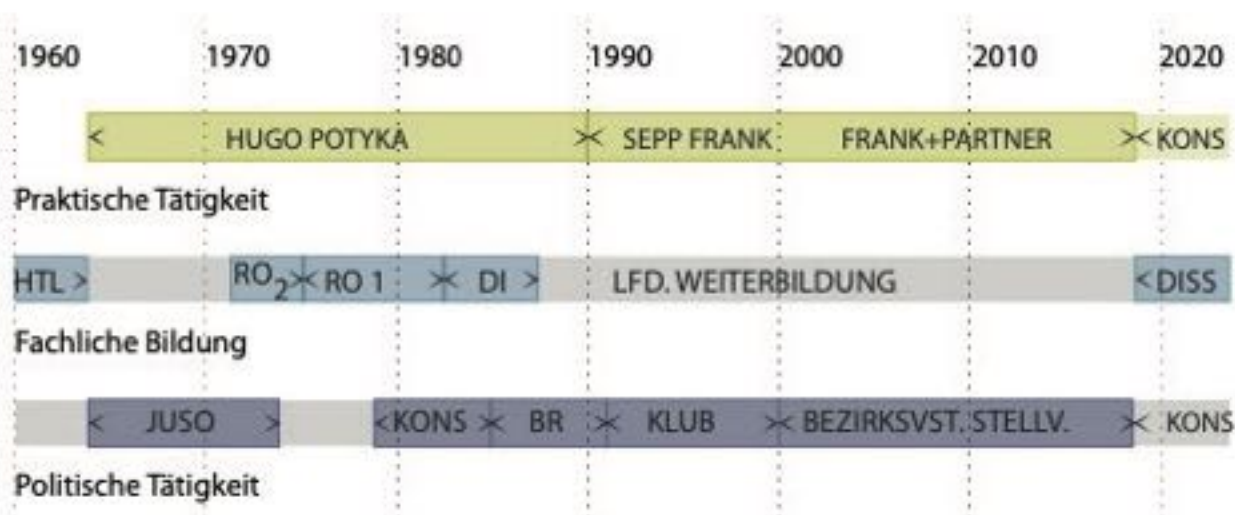 1960 1970 1980 1990 2000 2010 2020
< HUGO POTYKA >< SEPP FRANK FRANK+PARTNER >< KONS
Praktische Tätigkeit
HTL > RO2 >< RO 1 >< DI > LFD. WEITERBILDUNG < DISS
Fachliche Bildung
< JUSO > < KONS >< BR >< KLUB >< BEZIRKSVST. STELLV. >< KONS
Politische Tätigkeit